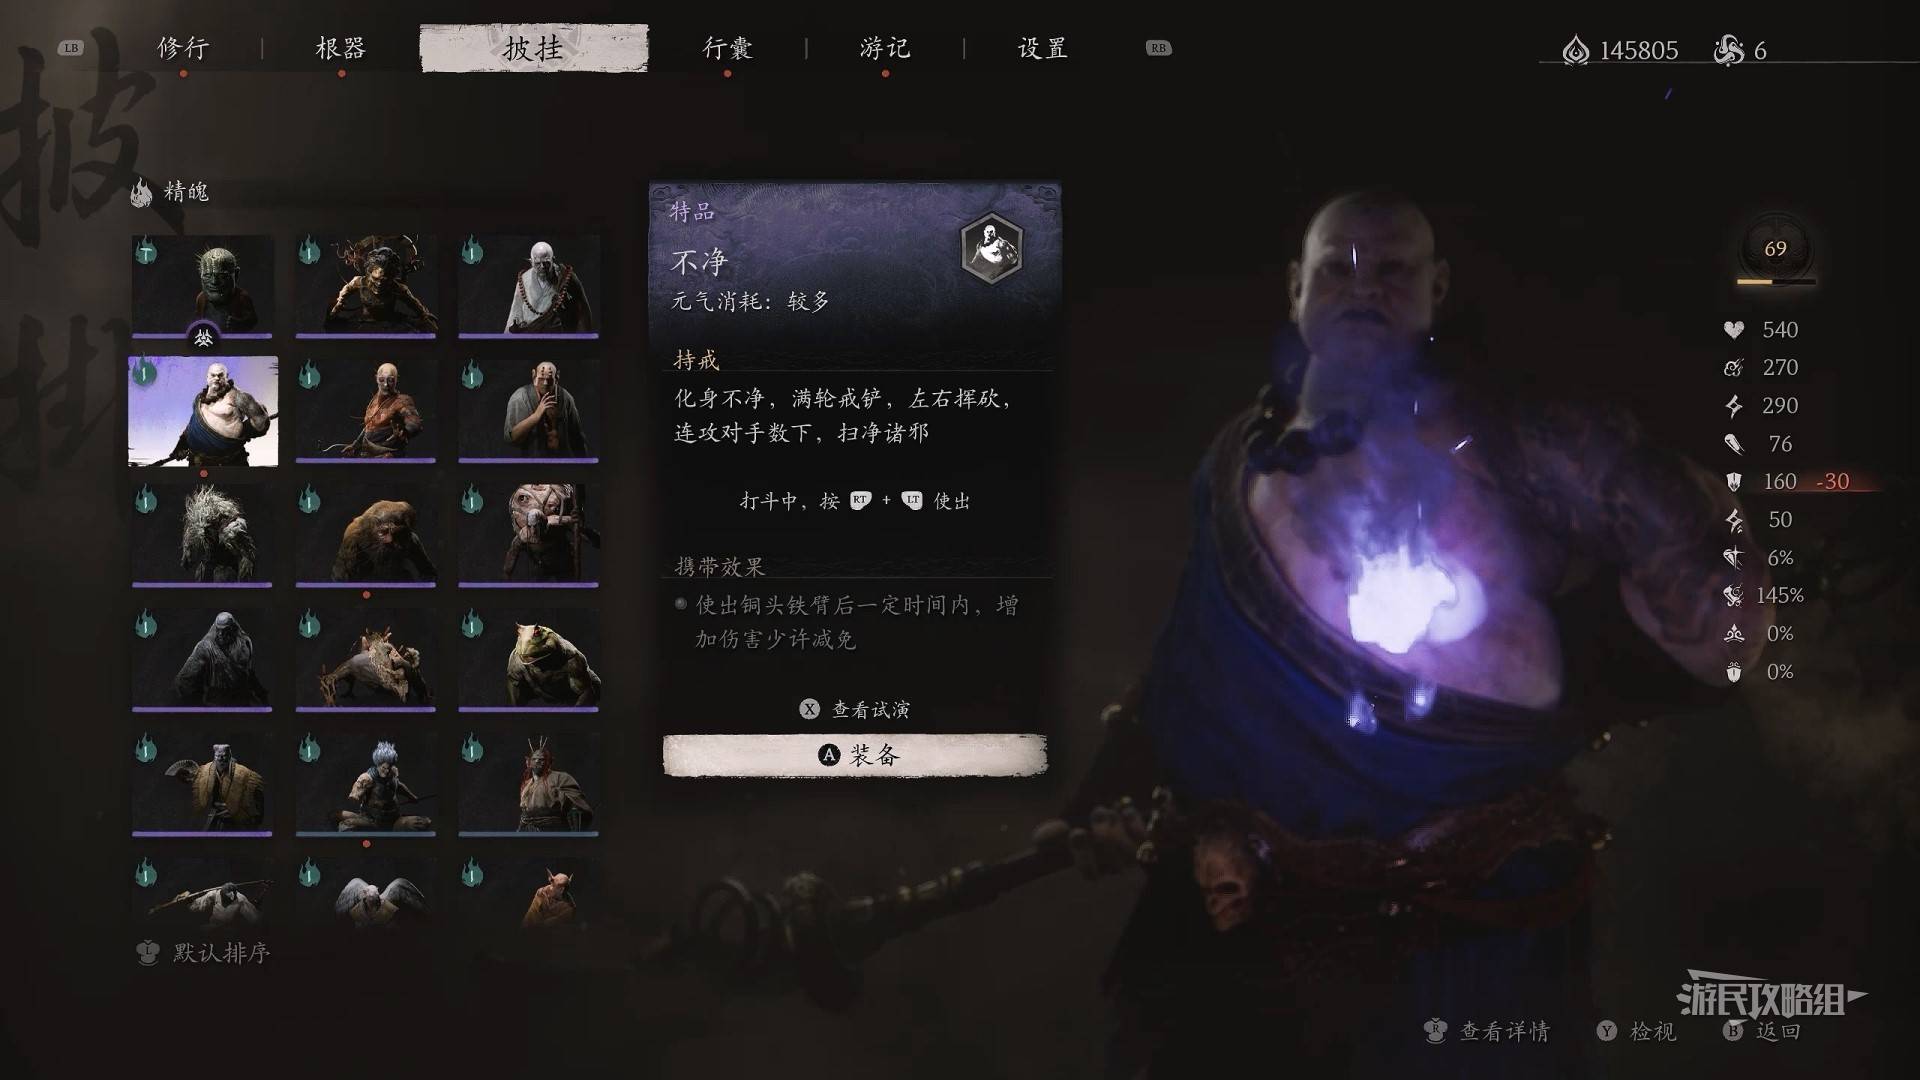 LB 修行 根器 披挂 行囊 游记 设置 RB
145805 6
披挂
精魄
特品
不净
元气消耗：较多
持戒
化身不净，满轮戒铲，左右挥砍，
连攻对手数下，扫净诸邪
打斗中，按 RT + LT 使出
携带效果
使出铜头铁臂后一定时间内，增
加伤害少许减免
X 查看试演
A 装备
69
540
270
290
76
160 -30
50
6%
145%
0%
0%
默认排序
游民攻略组
R 查看详情 Y 检视 B 返回